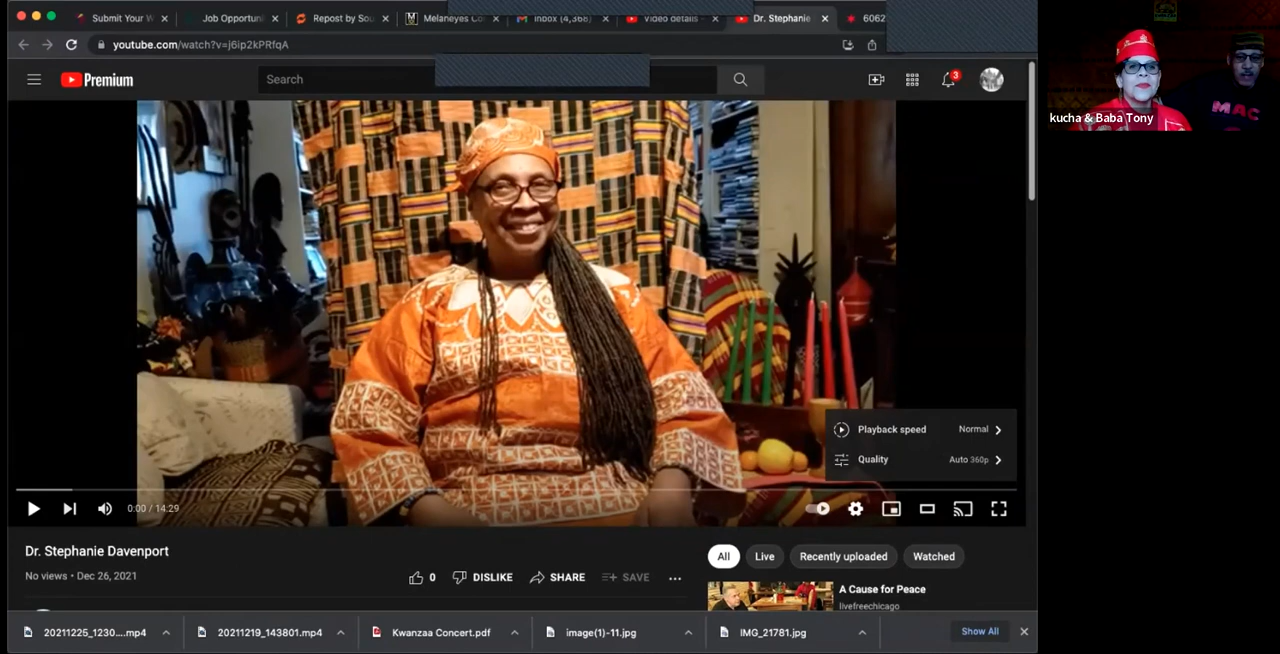 Submit Your W
Job Opportuni
Repost by Sou
Melaneyes Co
Inbox (4,368)
Video details -
Dr. Stephanie
6062
youtube.com/watch?v=j6ip2kPRfqA
Premium
Search
3
kucha & Baba Tony
MAC
Playback speed Normal
Quality Auto 360p
0:00 / 14:29
Dr. Stephanie Davenport
No views • Dec 26, 2021
0 DISLIKE SHARE SAVE
All Live Recently uploaded Watched
A Cause for Peace
livefreechicago
20211225_1230....mp4
20211219_143801.mp4
Kwanzaa Concert.pdf
image(1)-11.jpg
IMG_21781.jpg
Show All